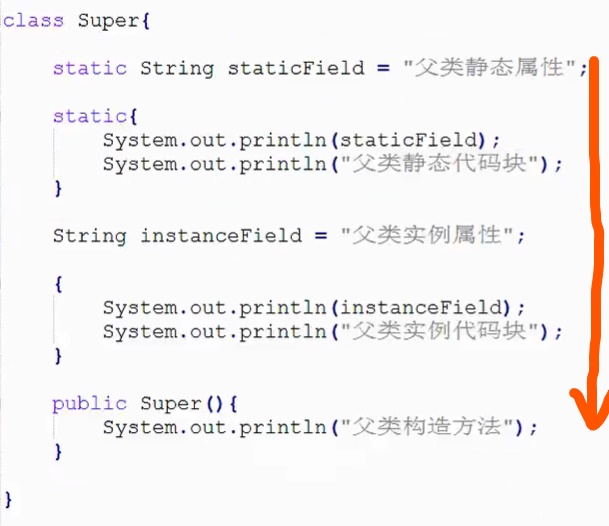 class Super{
static String staticField = "父类静态属性";
static{
System.out.println(staticField);
System.out.println("父类静态代码块");
}
String instanceField = "父类实例属性";
{
System.out.println(instanceField);
System.out.println("父类实例代码块");
}
public Super(){
System.out.println("父类构造方法");
}
}